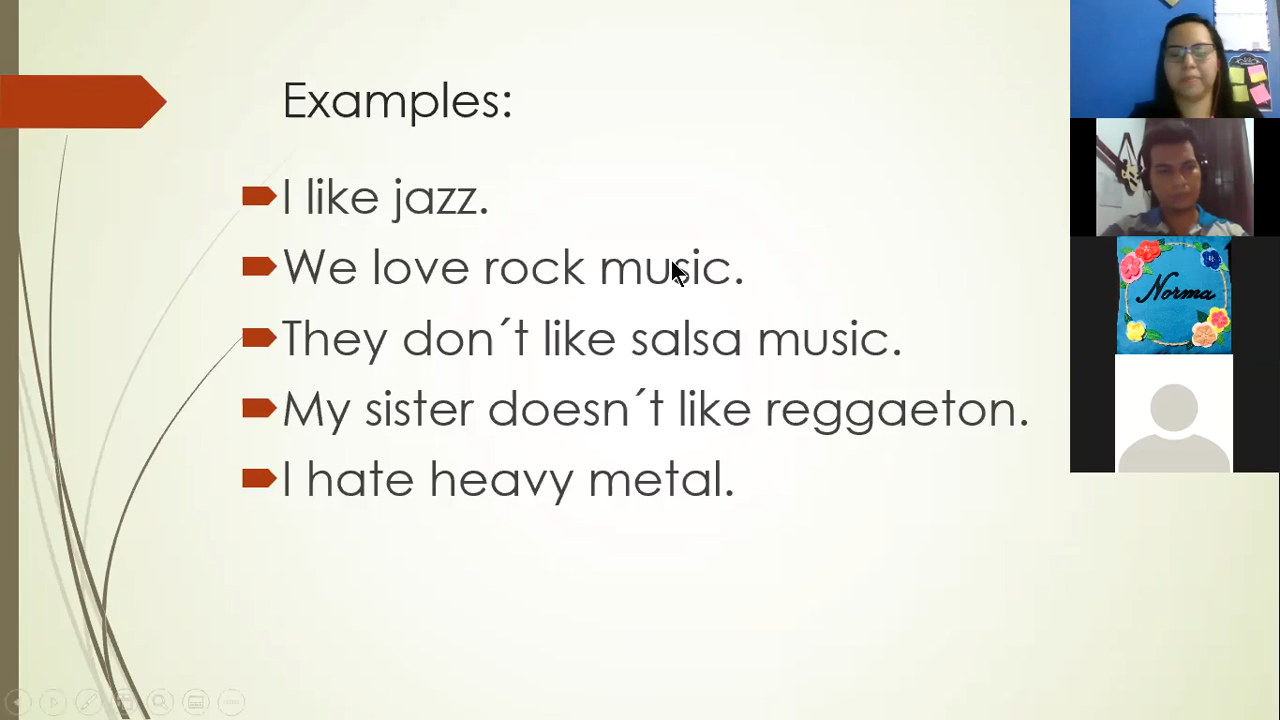 Examples:
I like jazz.
We love rock music.
They don´t like salsa music.
My sister doesn´t like reggaeton.
I hate heavy metal.
Norma